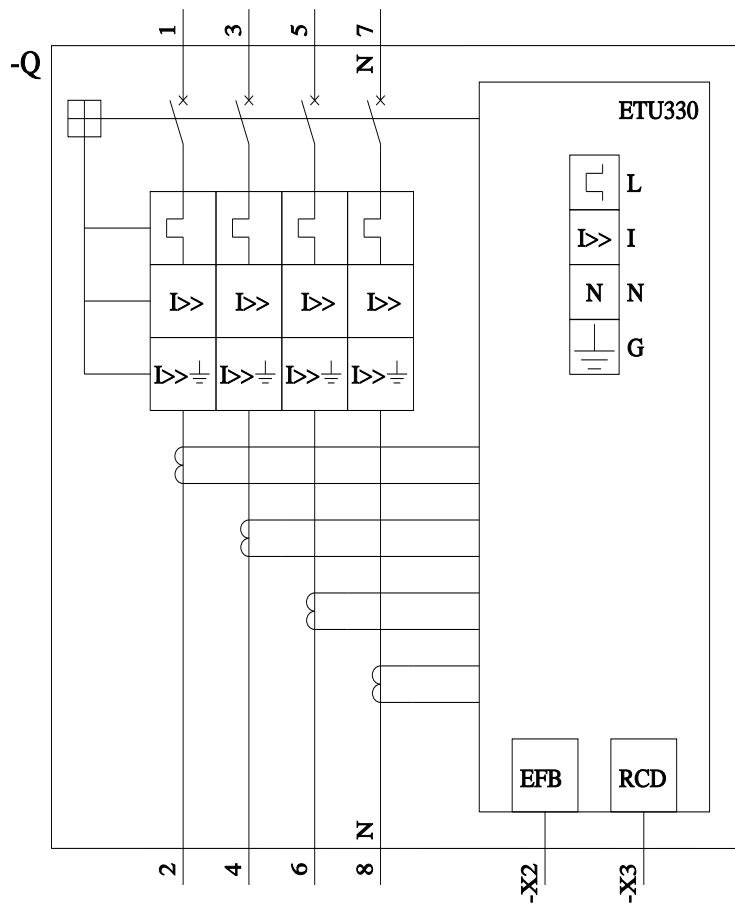 1 3 5 7
N
-Q
ETU330
L
I>> I
N N
G
I>> I>> I>> I>>
I>> I>> I>> I>>
N
2 4 6 8
EFB RCD
-X2 -X3